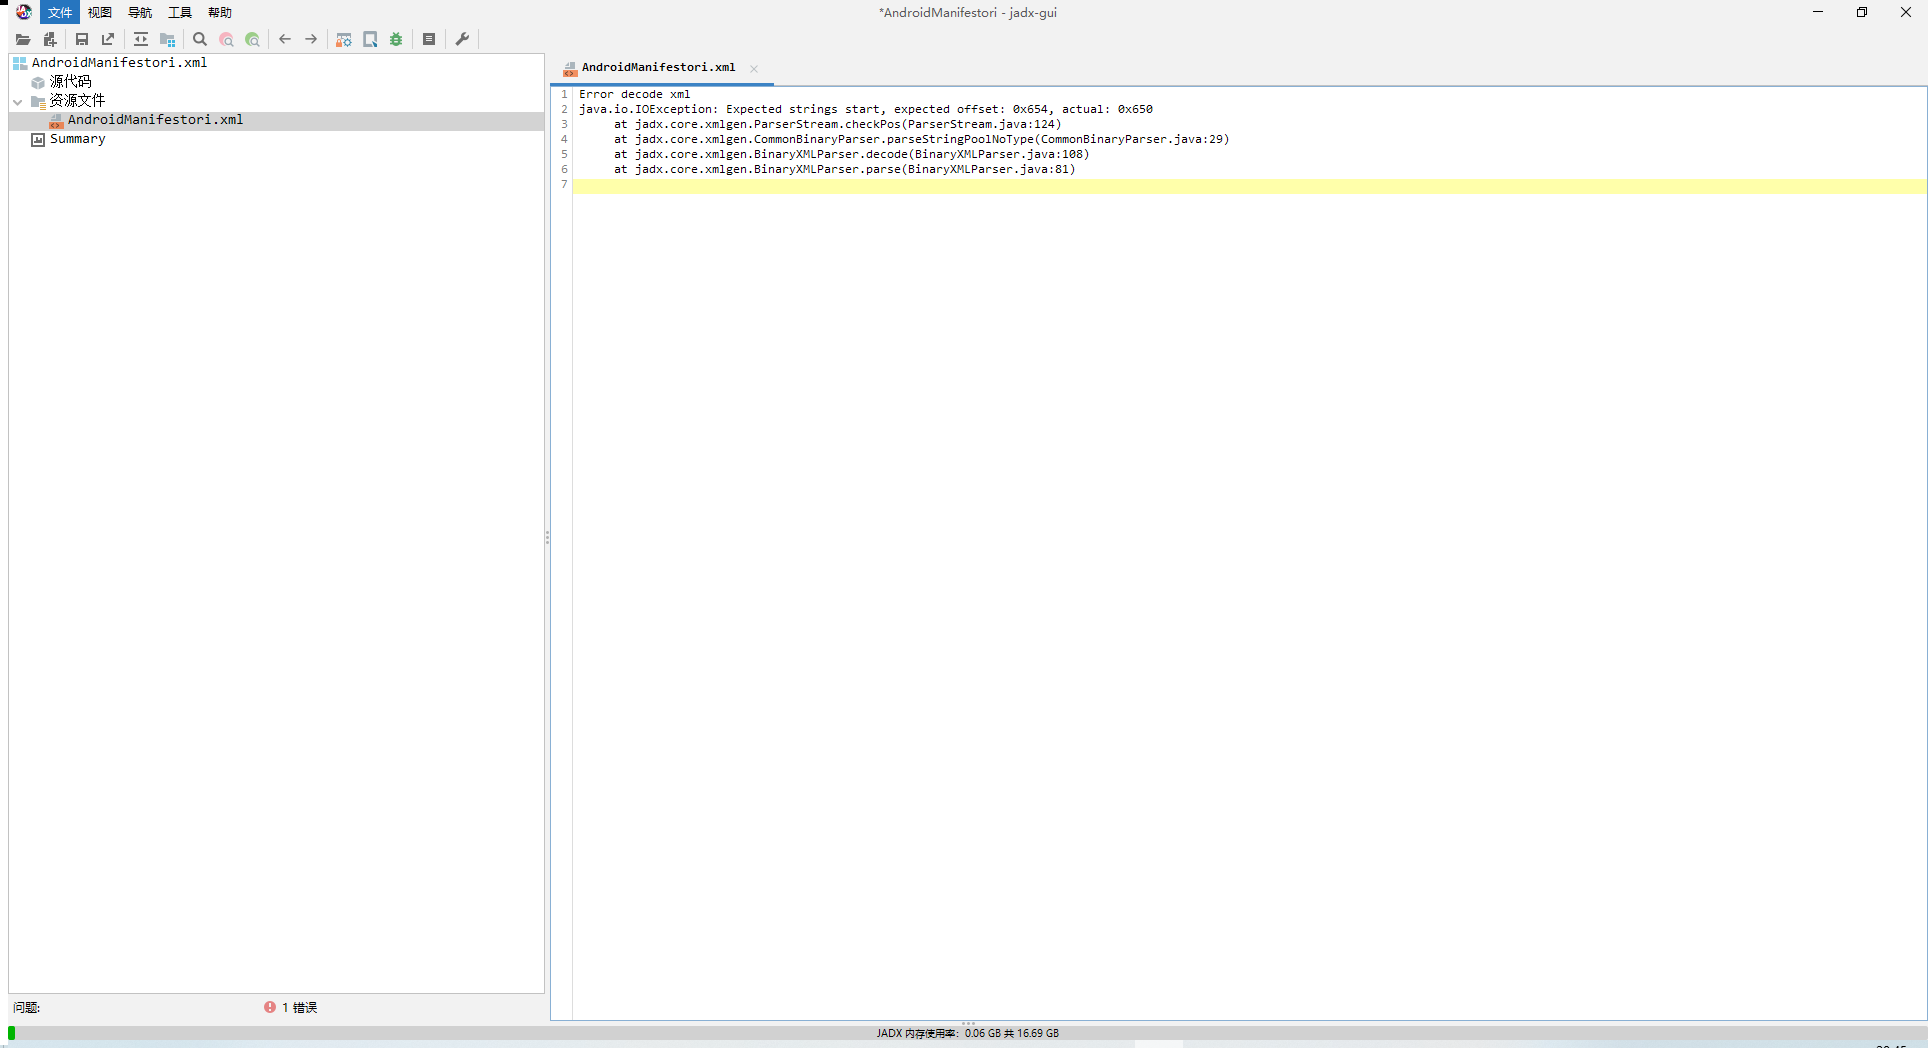 文件 视图 导航 工具 帮助
*AndroidManifestori - jadx-gui
AndroidManifestori.xml
源代码
资源文件
AndroidManifestori.xml
Summary
AndroidManifestori.xml
1 Error decode xml
2 java.io.IOException: Expected strings start, expected offset: 0x654, actual: 0x650
3 at jadx.core.xmlgen.ParserStream.checkPos(ParserStream.java:124)
4 at jadx.core.xmlgen.CommonBinaryParser.parseStringPoolNoType(CommonBinaryParser.java:29)
5 at jadx.core.xmlgen.BinaryXMLParser.decode(BinaryXMLParser.java:108)
6 at jadx.core.xmlgen.BinaryXMLParser.parse(BinaryXMLParser.java:81)
7
问题: 1 错误
JADX 内存使用率: 0.06 GB 共 16.69 GB